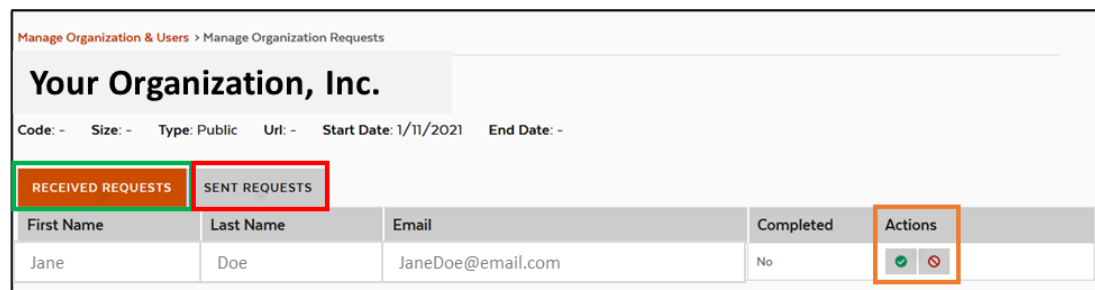 Manage Organization & Users > Manage Organization Requests
Your Organization, Inc.
Code: - Size: - Type: Public Url: - Start Date: 1/11/2021 End Date: -
RECEIVED REQUESTS SENT REQUESTS
First Name Last Name Email Completed Actions
Jane Doe JaneDoe@email.com No